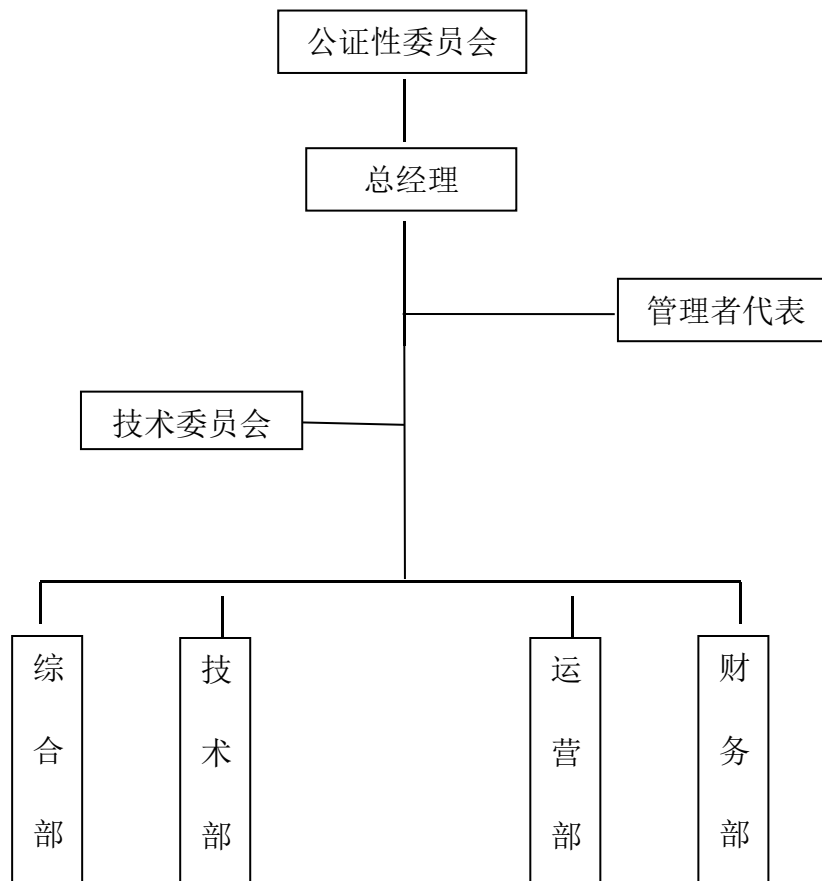 公证性委员会
总经理
管理者代表
技术委员会
综合部
技术部
运营部
财务部